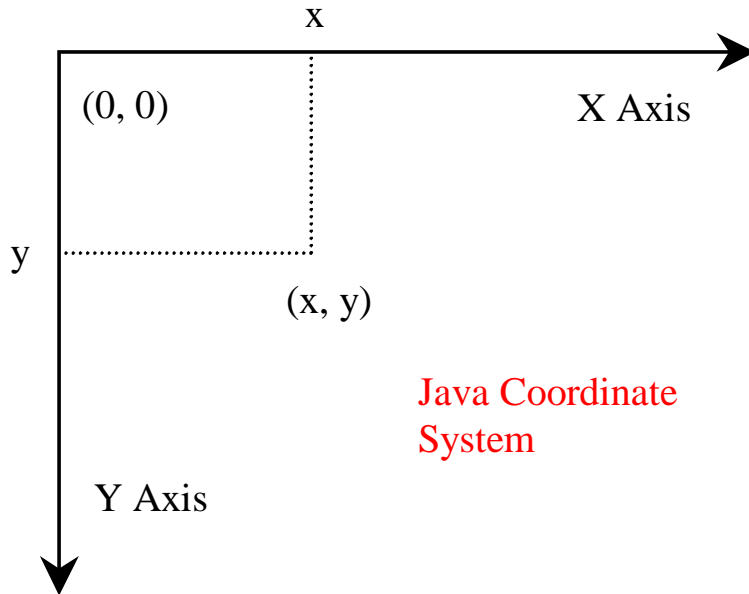 x
(0, 0)
X Axis
y
(x, y)
Java Coordinate
System
Y Axis